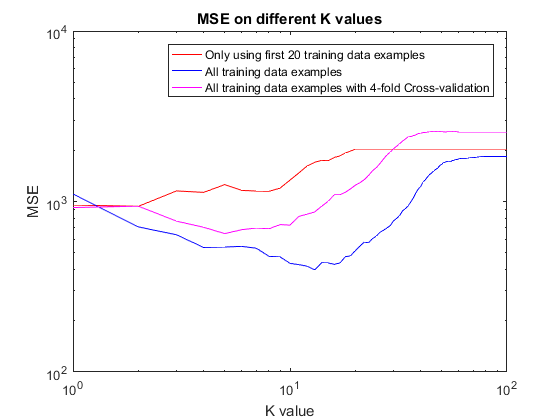 MSE on different K values
10^4
Only using first 20 training data examples
All training data examples
All training data examples with 4-fold Cross-validation
MSE
10^3
10^2
10^0
10^1
10^2
K value